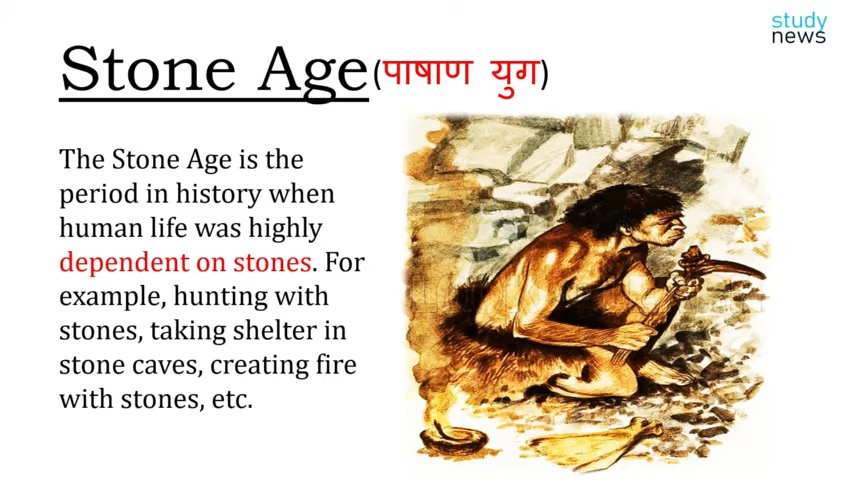 study
news
Stone Age(पाषाण युग)
The Stone Age is the
period in history when
human life was highly
dependent on stones. For
example, hunting with
stones, taking shelter in
stone caves, creating fire
with stones, etc.